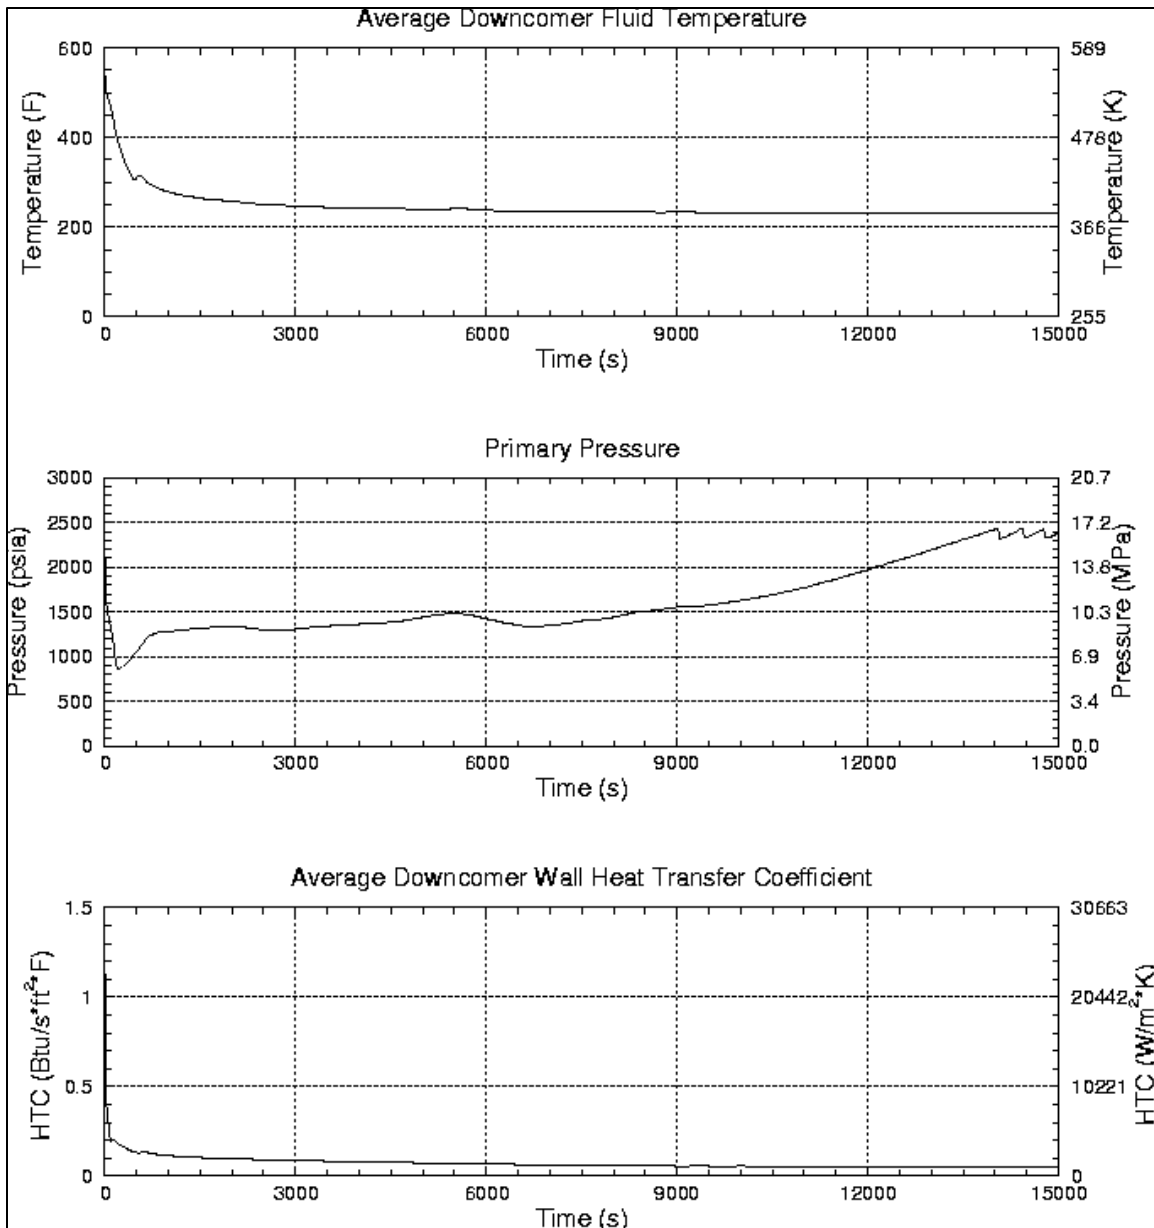 Average Downcomer Fluid Temperature
600
400
200
0
589
478
366
255
Temperature (F)
Temperature (K)
0 3000 6000 9000 12000 15000
Time (s)
Primary Pressure
3000
2500
2000
1500
1000
500
0
20.7
17.2
13.8
10.3
6.9
3.4
0.0
Pressure (psia)
Pressure (MPa)
0 3000 6000 9000 12000 15000
Time (s)
Average Downcomer Wall Heat Transfer Coefficient
1.5
1
0.5
0
30663
20442
10221
0
HTC (Btu/s*ft²*F)
HTC (W/m²*K)
0 3000 6000 9000 12000 15000
Time (s)